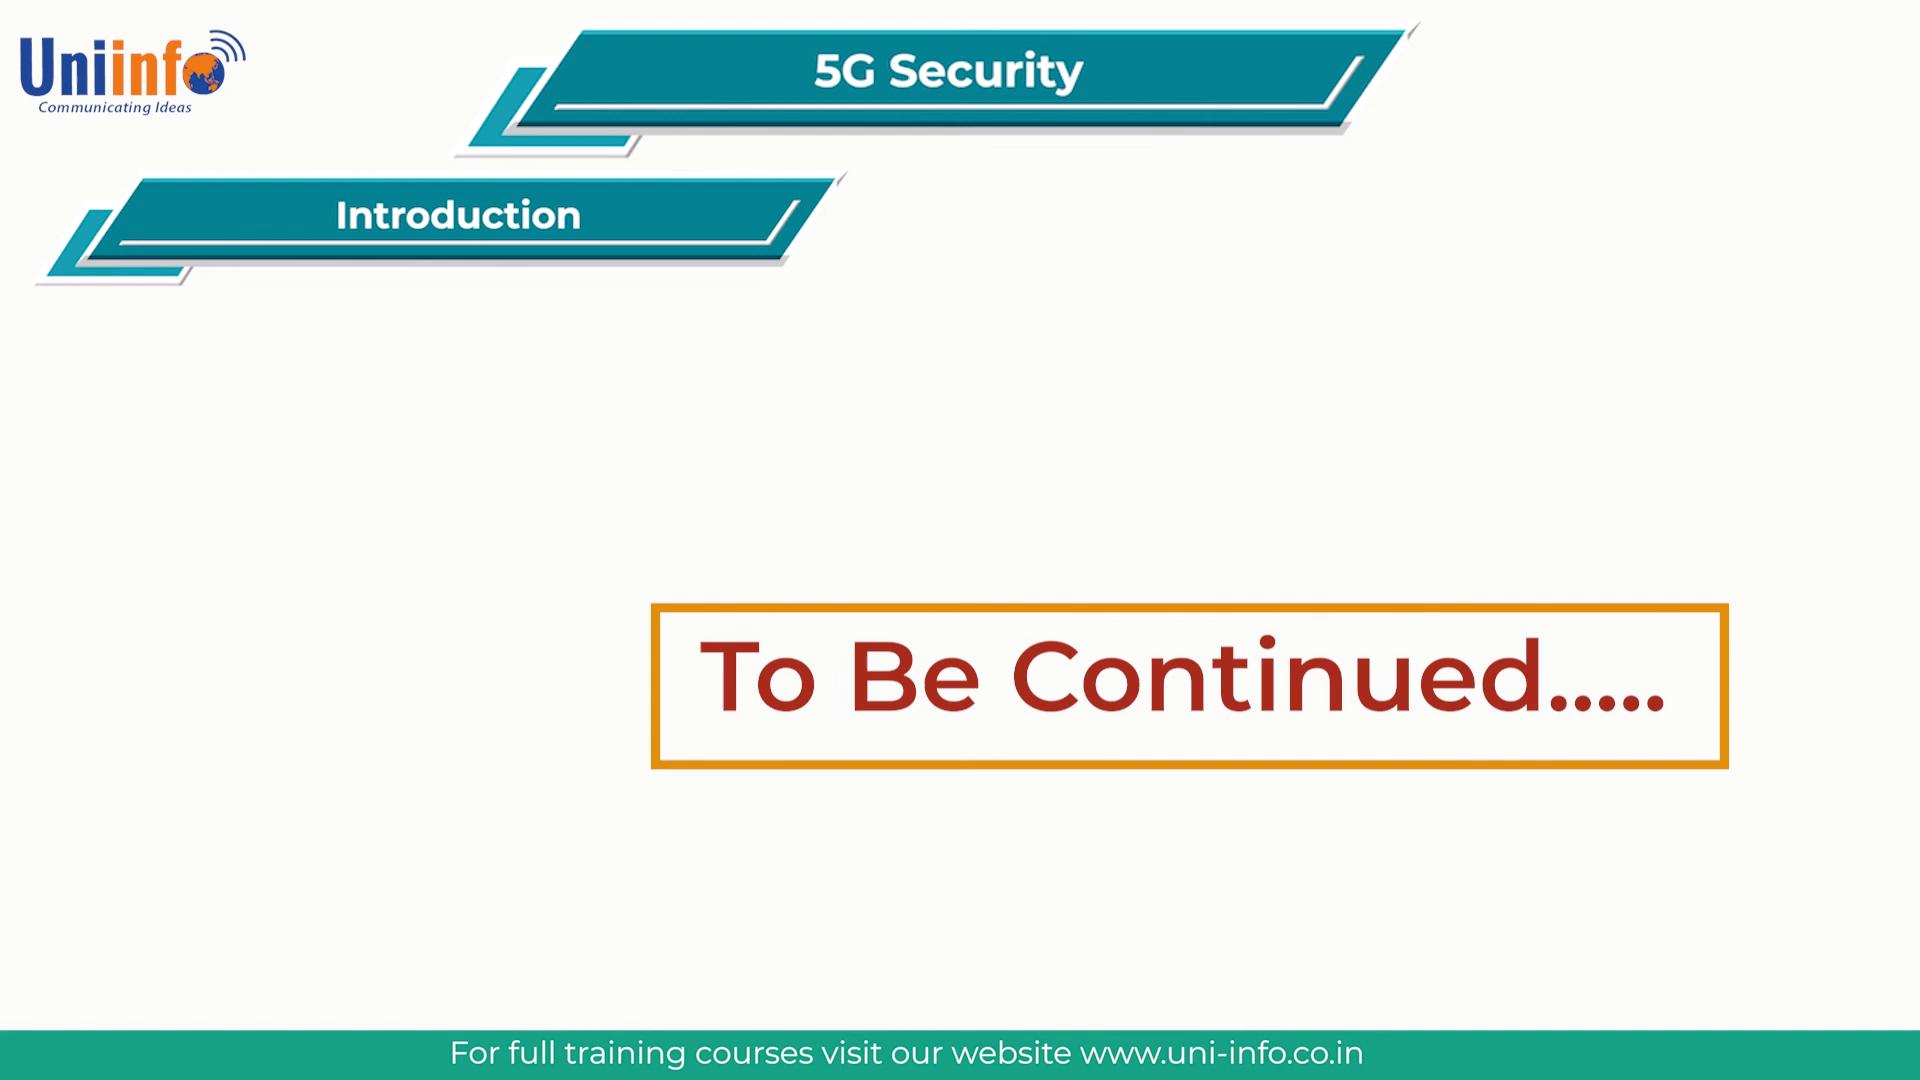 Uniinfo
Communicating Ideas
5G Security
Introduction
To Be Continued.....
For full training courses visit our website www.uni-info.co.in